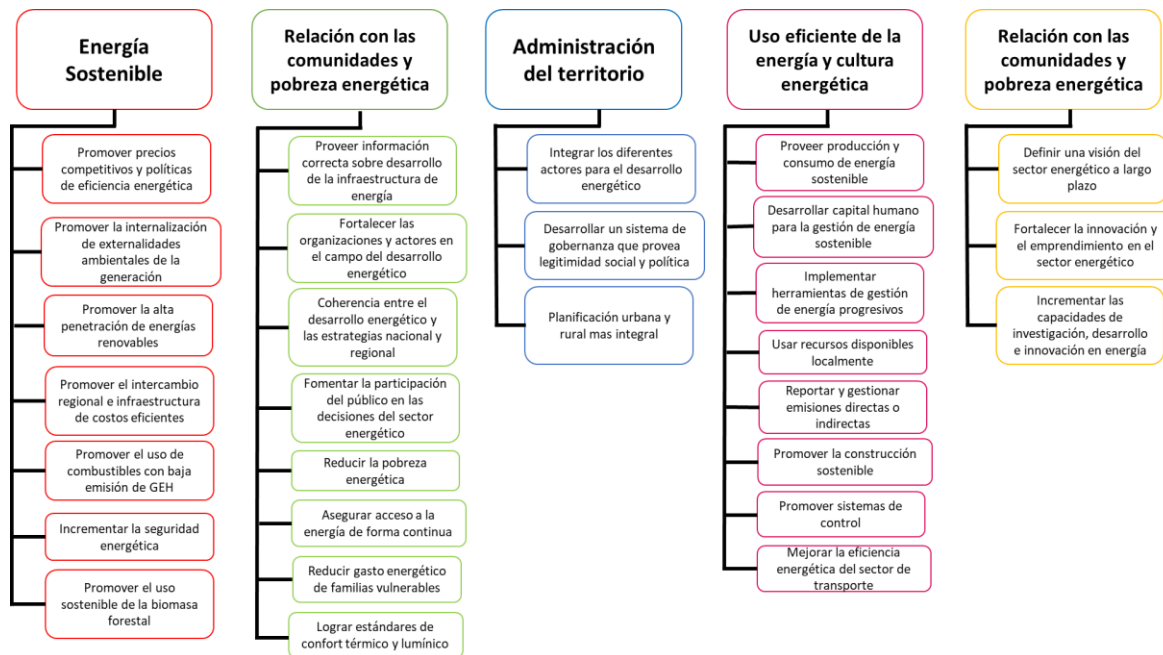 Energía
Sostenible
Promover precios
competitivos y políticas
de eficiencia energética
Promover la internalización
de externalidades
ambientales de la
generación
Promover la alta
penetración de energías
renovables
Promover el intercambio
regional e infraestructura
de costos eficientes
Promover el uso de
combustibles con baja
emisión de GEH
Incrementar la seguridad
energética
Promover el uso
sostenible de la biomasa
forestal
Relación con las
comunidades y
pobreza energética
Proveer información
correcta sobre desarrollo
de la infraestructura de
energía
Fortalecer las
organizaciones y actores en
el campo del desarrollo
energético
Coherencia entre el
desarrollo energético y
las estrategias nacional y
regional
Fomentar la participación
del público en las
decisiones del sector
energético
Reducir la pobreza
energética
Asegurar acceso a la
energía de forma continua
Reducir gasto energético
de familias vulnerables
Lograr estándares de
confort térmico y lumínico
Administración
del territorio
Integrar los diferentes
actores para el desarrollo
energético
Desarrollar un sistema de
gobernanza que provea
legitimidad social y política
Planificación urbana y
rural mas integral
Uso eficiente de la
energía y cultura
energética
Proveer producción y
consumo de energía
sostenible
Desarrollar capital humano
para la gestión de energía
sostenible
Implementar
herramientas de gestión
de energía progresivos
Usar recursos disponibles
localmente
Reportar y gestionar
emisiones directas o
indirectas
Promover la construcción
sostenible
Promover sistemas de
control
Mejorar la eficiencia
energética del sector de
transporte
Relación con las
comunidades y
pobreza energética
Definir una visión del
sector energético a largo
plazo
Fortalecer la innovación y
el emprendimiento en el
sector energético
Incrementar las
capacidades de
investigación, desarrollo
e innovación en energía